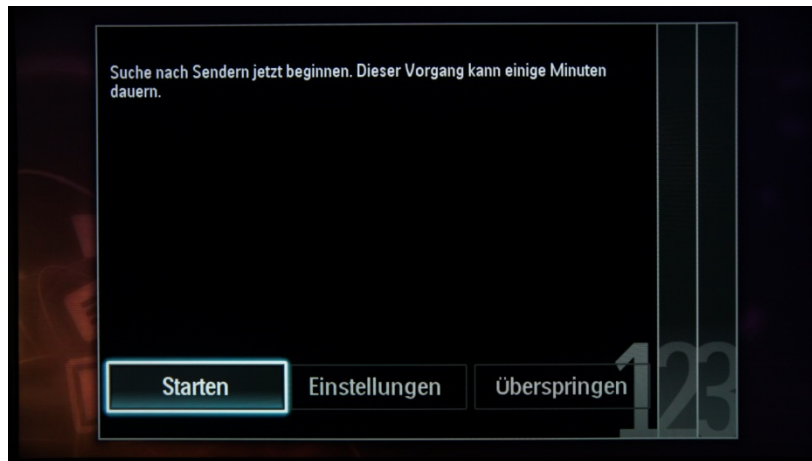 Suche nach Sendern jetzt beginnen. Dieser Vorgang kann einige Minuten
dauern.
Starten
Einstellungen
Überspringen
123